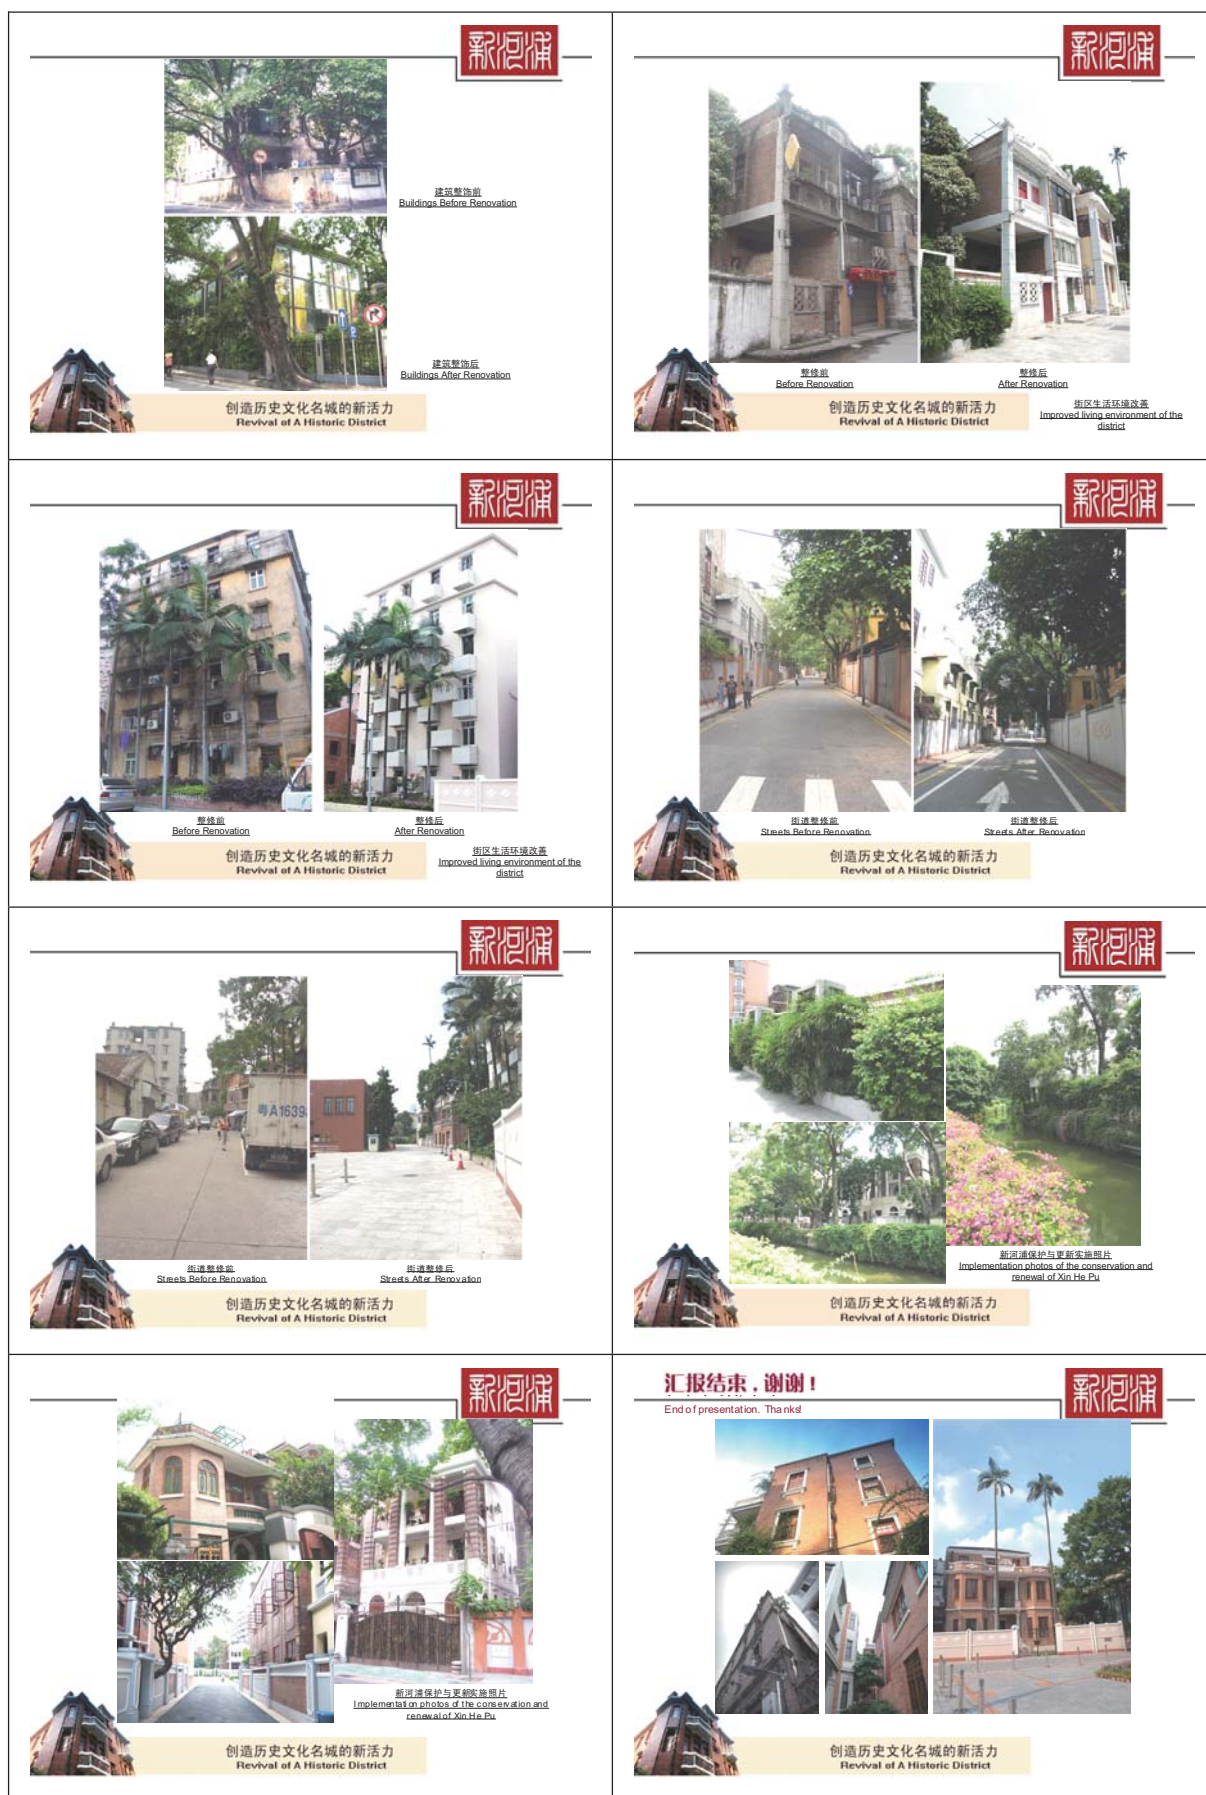 新河浦
建筑整饰前
Buildings Before Renovation
建筑整饰后
Buildings After Renovation
创造历史文化名城的新活力
Revival of A Historic District
新河浦
整修前
Before Renovation
整修后
After Renovation
街区生活环境改善
Improved living environment of the
district
创造历史文化名城的新活力
Revival of A Historic District
新河浦
整修前
Before Renovation
整修后
After Renovation
街区生活环境改善
Improved living environment of the
district
创造历史文化名城的新活力
Revival of A Historic District
新河浦
街道整修前
Streets Before Renovation
街道整修后
Streets After Renovation
创造历史文化名城的新活力
Revival of A Historic District
新河浦
粤A1639
街道整修前
Streets Before Renovation
街道整修后
Streets After Renovation
创造历史文化名城的新活力
Revival of A Historic District
新河浦
新河浦保护与更新实施照片
Implementation photos of the conservation and
renewal of Xin He Pu
创造历史文化名城的新活力
Revival of A Historic District
新河浦
新河浦保护与更新实施照片
Implementation photos of the conservation and
renewal of Xin He Pu
创造历史文化名城的新活力
Revival of A Historic District
汇报结束，谢谢！
End of presentation. Thanks!
新河浦
创造历史文化名城的新活力
Revival of A Historic District